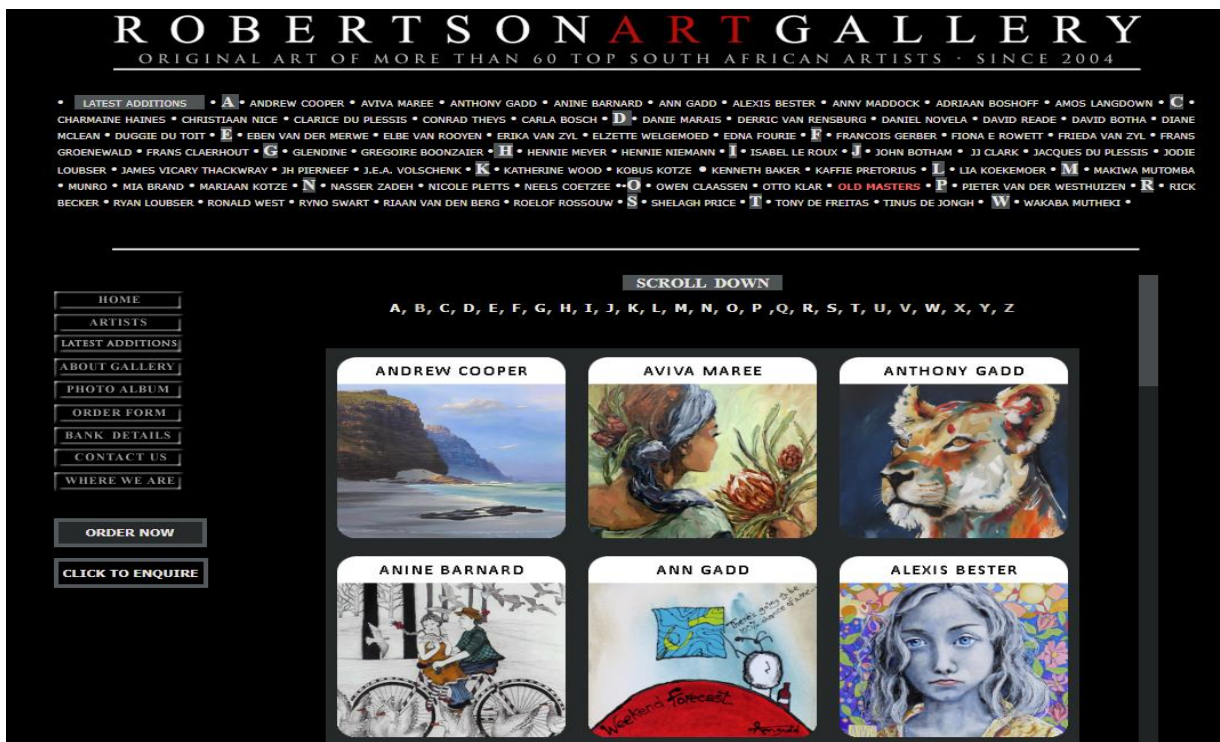 ROBERTSONARTGALLERY
ORIGINAL ART OF MORE THAN 60 TOP SOUTH AFRICAN ARTISTS · SINCE 2004
• LATEST ADDITIONS • A • ANDREW COOPER • AVIVA MAREE • ANTHONY GADD • ANINE BARNARD • ANN GADD • ALEXIS BESTER • ANNY MADDOCK • ADRIAAN BOSHOFF • AMOS LANGDOWN • C •
CHARMAINE HAINES • CHRISTIAAN NICE • CLARICE DU PLESSIS • CONRAD THEYS • CARLA BOSCH • D • DANIE MARAIS • DERRIC VAN RENSBURG • DANIEL NOVELA • DAVID READE • DAVID BOTHA • DIANE
MCLEAN • DUGGIE DU TOIT • E • EBEN VAN DER MERWE • ELBE VAN ROOYEN • ERIKA VAN ZYL • ELZETTE WELGEMOED • EDNA FOURIE • F • FRANCOIS GERBER • FIONA E ROWETT • FRIEDA VAN ZYL • FRANS
GROENEWALD • FRANS CLAERHOUT • G • GLENDINE • GREGOIRE BOONZAIER • H • HENNIE MEYER • HENNIE NIEMANN • I • ISABEL LE ROUX • J • JOHN BOTHAM • JJ CLARK • JACQUES DU PLESSIS • JODIE
LOUBSER • JAMES VICARY THACKWRAY • JH PIERNEEF • J.E.A. VOLSCHENK • K • KATHERINE WOOD • KOBUS KOTZE • KENNETH BAKER • KAFFIE PRETORIUS • L • LIA KOEKEMOER • M • MAKIWA MUTOMBA
• MUNRO • MIA BRAND • MARIAAN KOTZE • N • NASSER ZADEH • NICOLE PLETTS • NEELS COETZEE ••O • OWEN CLAASSEN • OTTO KLAR • OLD MASTERS • P • PIETER VAN DER WESTHUIZEN • R • RICK
BECKER • RYAN LOUBSER • RONALD WEST • RYNO SWART • RIAAN VAN DEN BERG • ROELOF ROSSOUW • S • SHELAGH PRICE • T • TONY DE FREITAS • TINUS DE JONGH • W • WAKABA MUTHEKI •
SCROLL DOWN
A, B, C, D, E, F, G, H, I, J, K, L, M, N, O, P ,Q, R, S, T, U, V, W, X, Y, Z
HOME
ARTISTS
LATEST ADDITIONS
ABOUT GALLERY
PHOTO ALBUM
ORDER FORM
BANK DETAILS
CONTACT US
WHERE WE ARE
ORDER NOW
CLICK TO ENQUIRE
ANDREW COOPER
AVIVA MAREE
ANTHONY GADD
ANINE BARNARD
ANN GADD
ALEXIS BESTER
There's going to be
100% chance of wine...
Weekend Forecast
Ann gadd